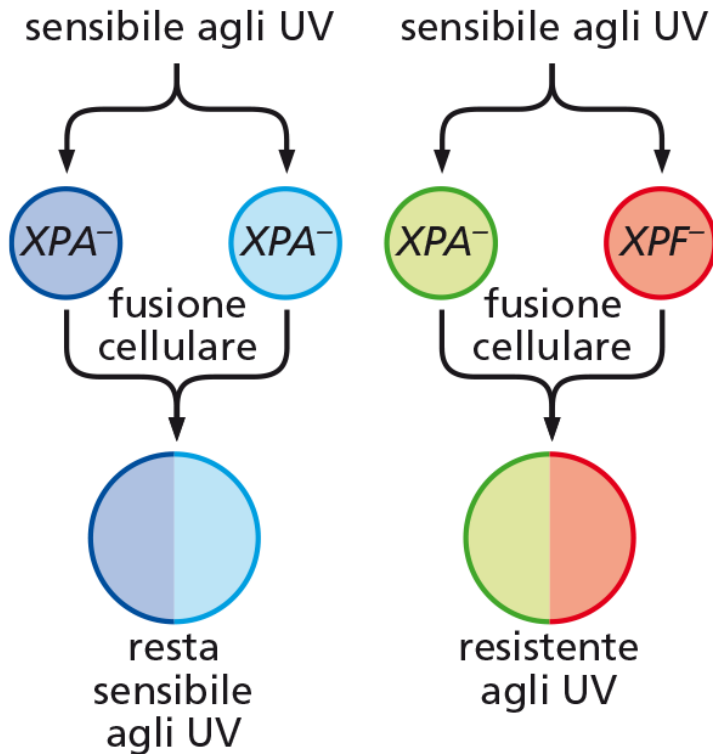 sensibile agli UV
sensibile agli UV
XPA⁻
XPA⁻
XPA⁻
XPF⁻
fusione
cellulare
fusione
cellulare
resta
sensibile
agli UV
resistente
agli UV